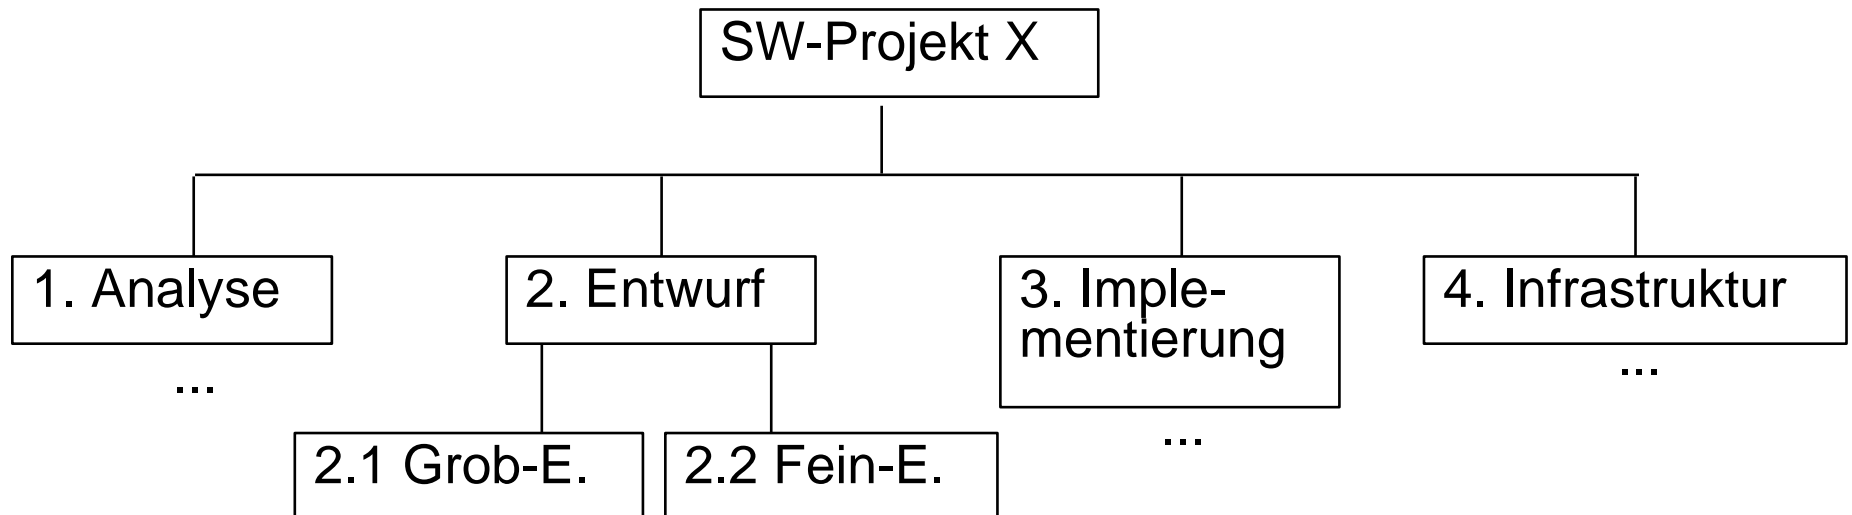 SW-Projekt X
1. Analyse
2. Entwurf
3. Imple-
mentierung
4. Infrastruktur
...
...
...
2.1 Grob-E.
2.2 Fein-E.